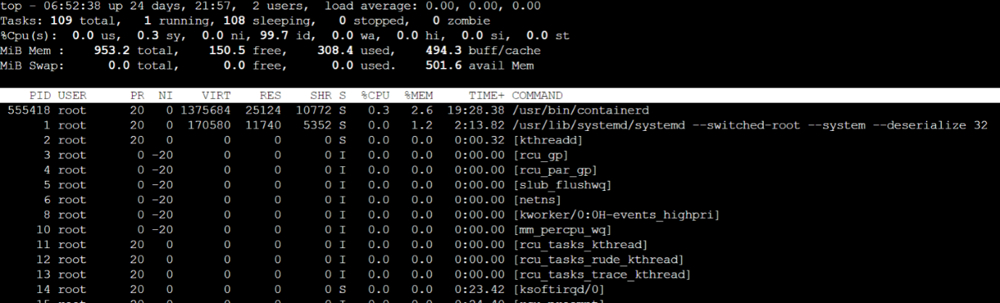 top - 06:52:38 up 24 days, 21:57,  2 users,  load average: 0.00, 0.00, 0.00
Tasks: 109 total,   1 running, 108 sleeping,   0 stopped,   0 zombie
%Cpu(s):  0.0 us,  0.3 sy,  0.0 ni, 99.7 id,  0.0 wa,  0.0 hi,  0.0 si,  0.0 st
MiB Mem :    953.2 total,    150.5 free,    308.4 used,    494.3 buff/cache
MiB Swap:      0.0 total,      0.0 free,      0.0 used.    501.6 avail Mem
PID USER      PR  NI    VIRT    RES    SHR S  %CPU  %MEM     TIME+ COMMAND
555418 root      20   0 1375684  25124  10772 S   0.3   2.6  19:28.38 /usr/bin/containerd
1 root      20   0  170580  11740   5352 S   0.0   1.2   2:13.82 /usr/lib/systemd/systemd --switched-root --system --deserialize 32
2 root      20   0       0      0      0 S   0.0   0.0   0:00.32 [kthreadd]
3 root       0 -20       0      0      0 I   0.0   0.0   0:00.00 [rcu_gp]
4 root       0 -20       0      0      0 I   0.0   0.0   0:00.00 [rcu_par_gp]
5 root       0 -20       0      0      0 I   0.0   0.0   0:00.00 [slub_flushwq]
6 root       0 -20       0      0      0 I   0.0   0.0   0:00.00 [netns]
8 root       0 -20       0      0      0 I   0.0   0.0   0:00.00 [kworker/0:0H-events_highpri]
10 root       0 -20       0      0      0 I   0.0   0.0   0:00.00 [mm_percpu_wq]
11 root      20   0       0      0      0 I   0.0   0.0   0:00.00 [rcu_tasks_kthread]
12 root      20   0       0      0      0 I   0.0   0.0   0:00.00 [rcu_tasks_rude_kthread]
13 root      20   0       0      0      0 I   0.0   0.0   0:00.00 [rcu_tasks_trace_kthread]
14 root      20   0       0      0      0 S   0.0   0.0   0:23.42 [ksoftirqd/0]